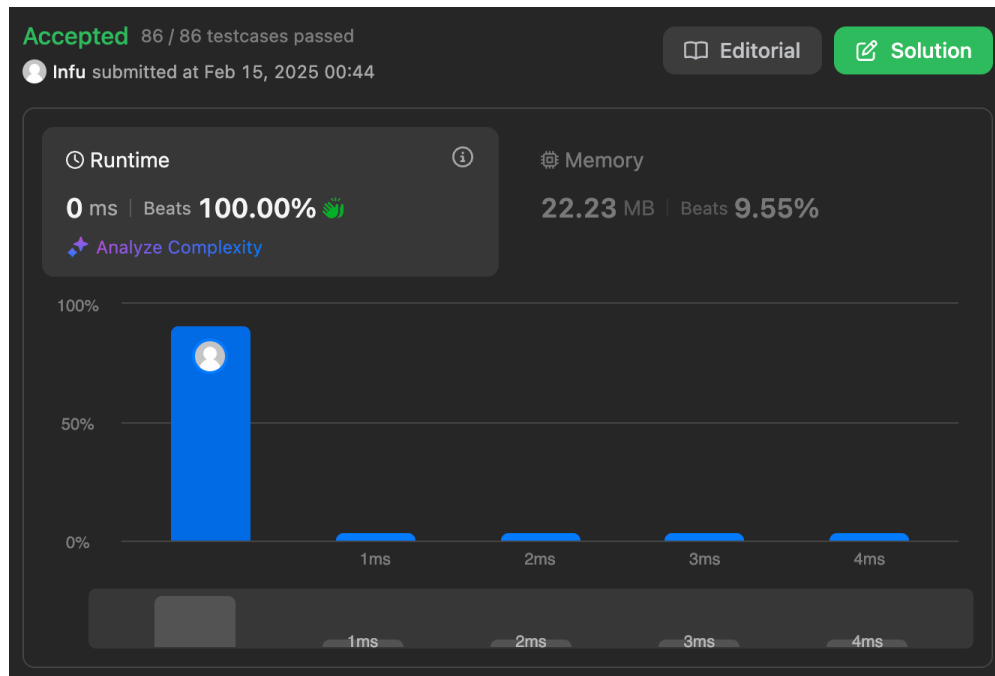 Accepted 86 / 86 testcases passed
Editorial
Solution
Infu submitted at Feb 15, 2025 00:44
Runtime
Memory
0 ms | Beats 100.00%
22.23 MB | Beats 9.55%
Analyze Complexity
100%
50%
0%
1ms 2ms 3ms 4ms
1ms 2ms 3ms 4ms